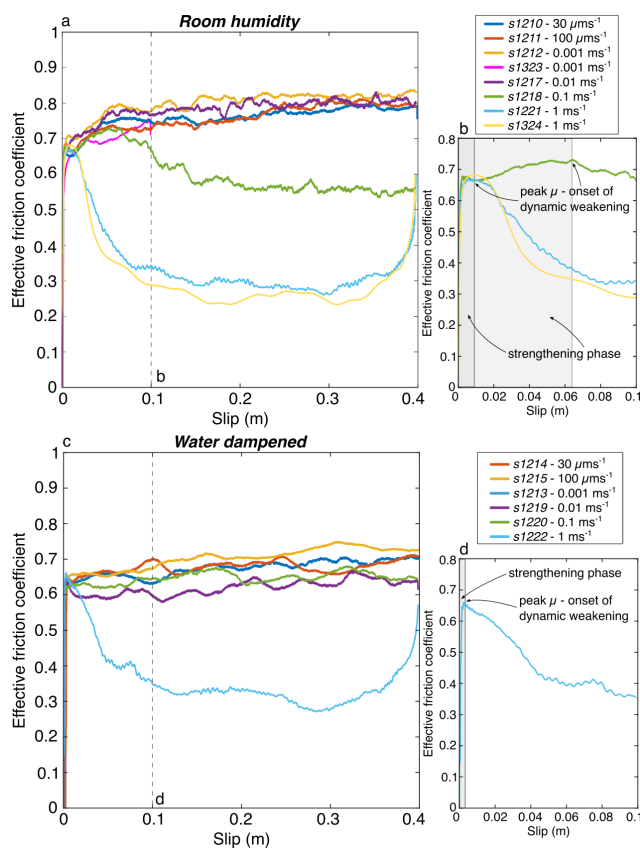 Room humidity
a
1
0.9
0.8
0.7
0.6
0.5
0.4
0.3
0.2
0.1
0
Effective friction coefficient
b
0 0.1 0.2 0.3 0.4
Slip (m)
s1210 - 30 µms-1
s1211 - 100 µms-1
s1212 - 0.001 ms-1
s1323 - 0.001 ms-1
s1217 - 0.01 ms-1
s1218 - 0.1 ms-1
s1221 - 1 ms-1
s1324 - 1 ms-1
b
0.8
0.7
0.6
0.5
0.4
0.3
0.2
0.1
0
Effective friction coefficient
peak µ - onset of
dynamic weakening
strengthening phase
0 0.02 0.04 0.06 0.08 0.1
Slip (m)
Water dampened
c
1
0.9
0.8
0.7
0.6
0.5
0.4
0.3
0.2
0.1
0
Effective friction coefficient
d
0 0.1 0.2 0.3 0.4
Slip (m)
s1214 - 30 µms-1
s1215 - 100 µms-1
s1213 - 0.001 ms-1
s1219 - 0.01 ms-1
s1220 - 0.1 ms-1
s1222 - 1 ms-1
d
0.8
0.7
0.6
0.5
0.4
0.3
0.2
0.1
0
Effective friction coefficient
strengthening phase
peak µ - onset of
dynamic weakening
0 0.02 0.04 0.06 0.08 0.1
Slip (m)